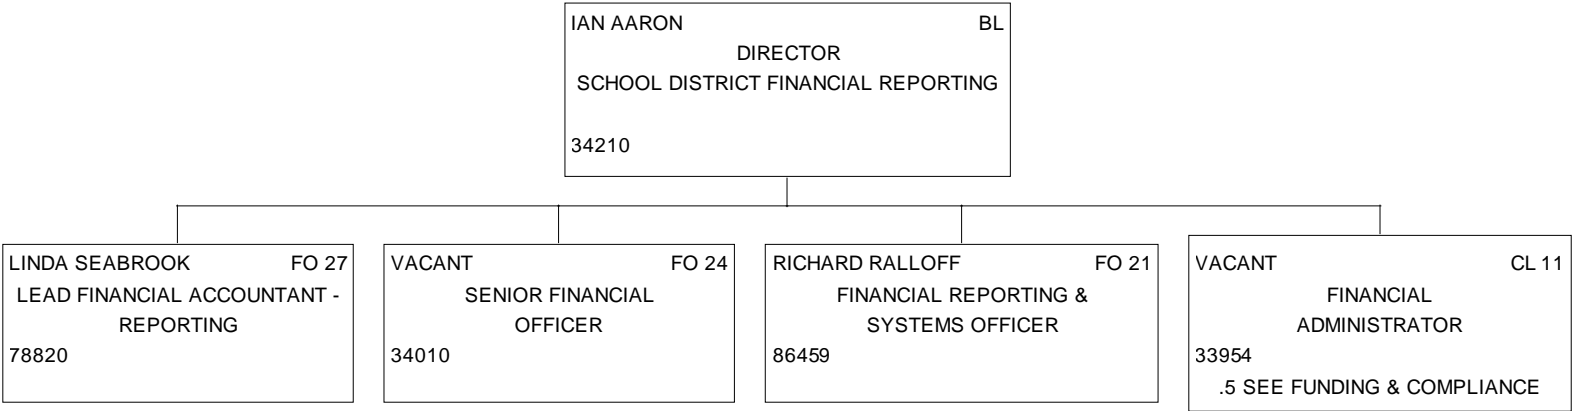 IAN AARON BL
DIRECTOR
SCHOOL DISTRICT FINANCIAL REPORTING
34210
LINDA SEABROOK FO 27
LEAD FINANCIAL ACCOUNTANT -
REPORTING
78820
VACANT FO 24
SENIOR FINANCIAL
OFFICER
34010
RICHARD RALLOFF FO 21
FINANCIAL REPORTING &
SYSTEMS OFFICER
86459
VACANT CL 11
FINANCIAL
ADMINISTRATOR
33954
.5 SEE FUNDING & COMPLIANCE